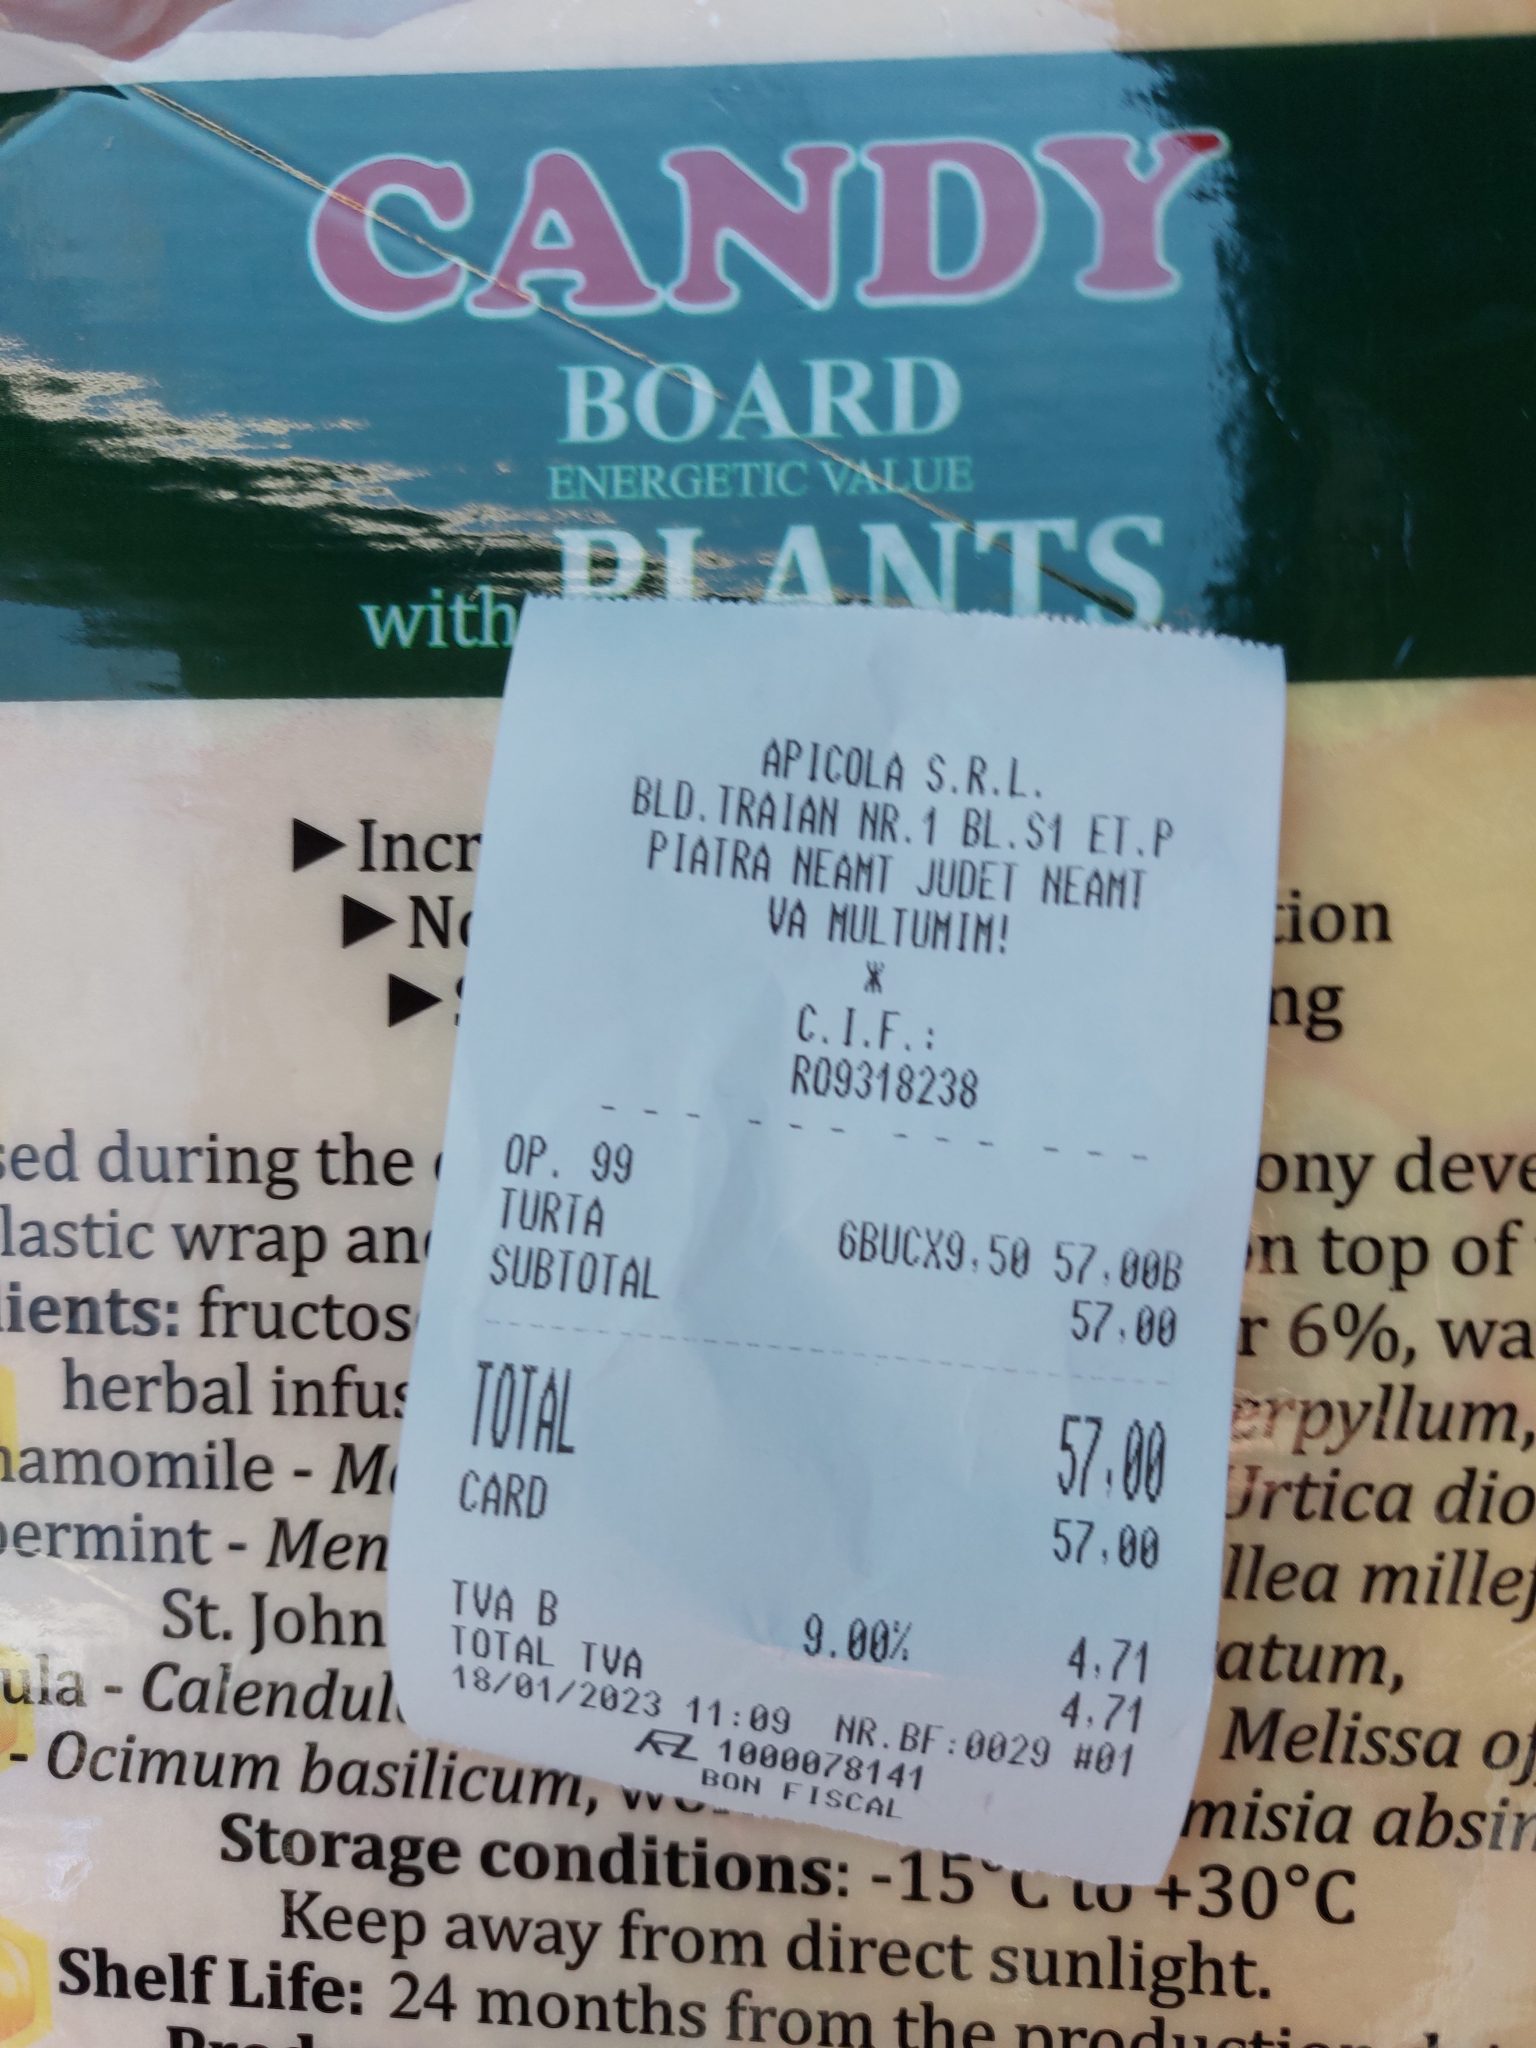 CANDY
BOARD
ENERGETIC VALUE
with PLANTS
APICOLA S.R.L.
BLD.TRAIAN NR.1 BL.S1 ET.P
PIATRA NEAMT JUDET NEAMT
VA MULTUMIM!
*
C.I.F.:
RO9318238
OP. 99
TURTA
6BUCX9,50 57,00B
SUBTOTAL 57,00
TOTAL 57,00
CARD 57,00
TVA B 9.00% 4,71
TOTAL TVA 4,71
18/01/2023 11:09 NR.BF:0029 #01
1000078141
BON FISCAL
►Incr
►No tion
► ng
sed during the ony deve
lastic wrap and on top of
ients: fructos r 6%, wa
herbal infus erpyllum,
hamomile - M Urtica dio
permint - Men llea millef
St. John atum,
ula - Calendul Melissa of
- Ocimum basilicum, misia absin
Storage conditions: -15°C to +30°C
Keep away from direct sunlight.
Shelf Life: 24 months from the production